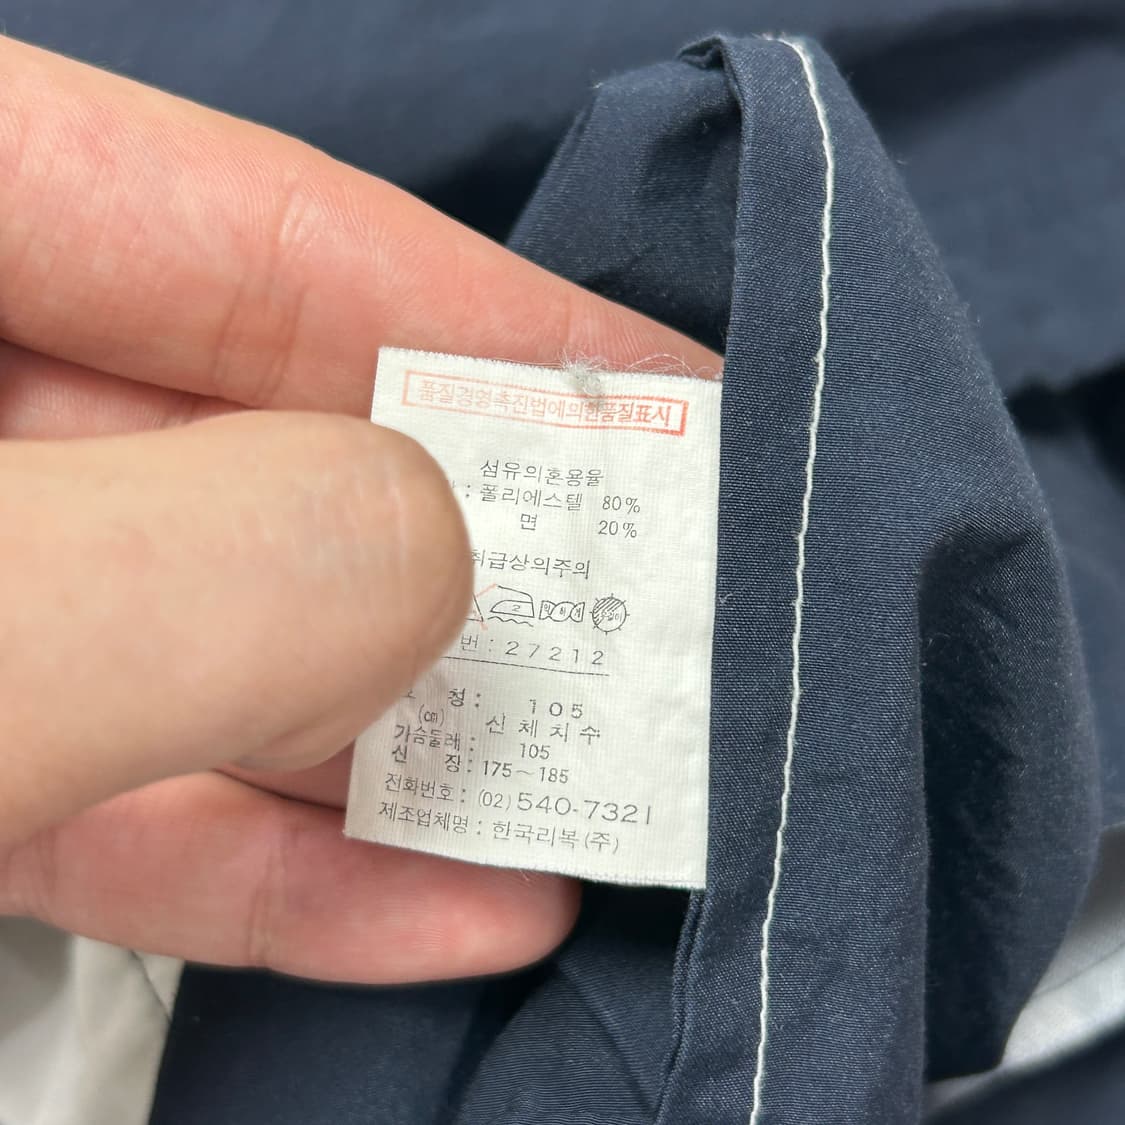 품질경영촉진법에의한품질표시
섬유의혼용율
: 폴리에스텔 80%
면 20%
취급상의주의
번 : 27212
청 : 105
(cm) 신체치수
가슴둘레 : 105
신 장 : 175~185
전화번호 : (02) 540-7321
제조업체명 : 한국리복(주)